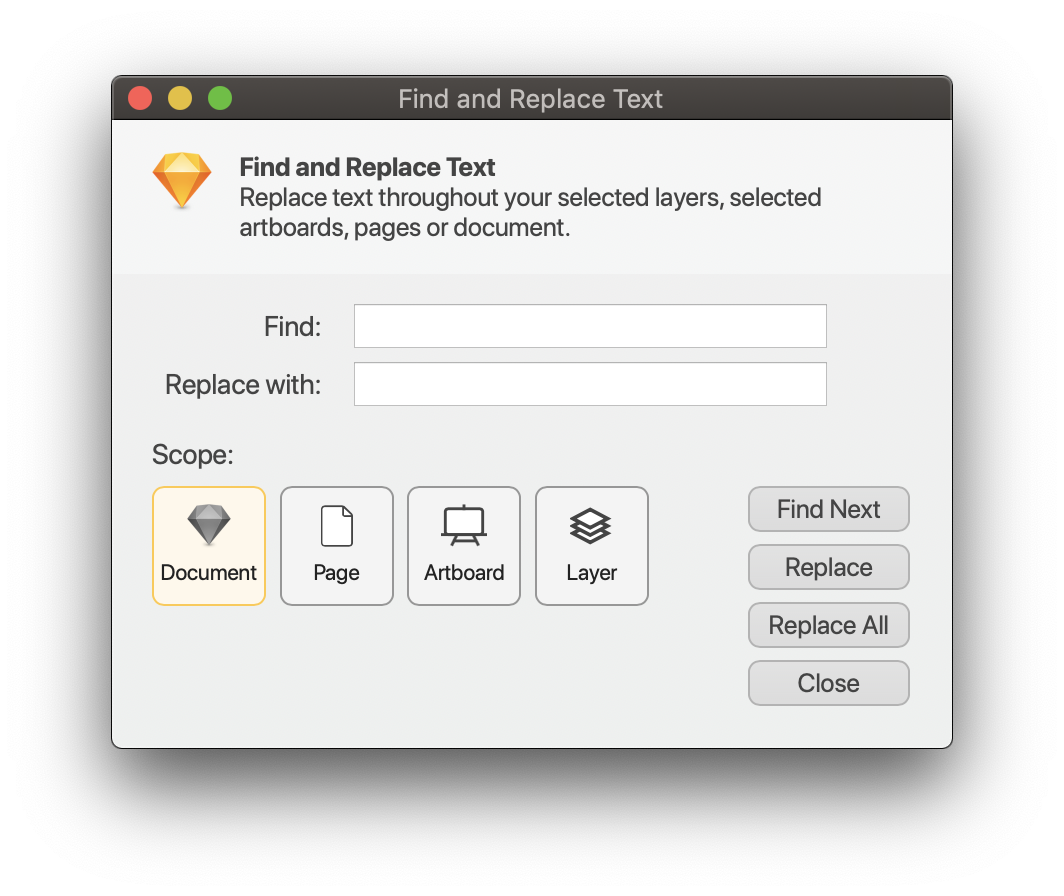 Find and Replace Text
Find and Replace Text
Replace text throughout your selected layers, selected
artboards, pages or document.
Find:
Replace with:
Scope:
Document
Page
Artboard
Layer
Find Next
Replace
Replace All
Close